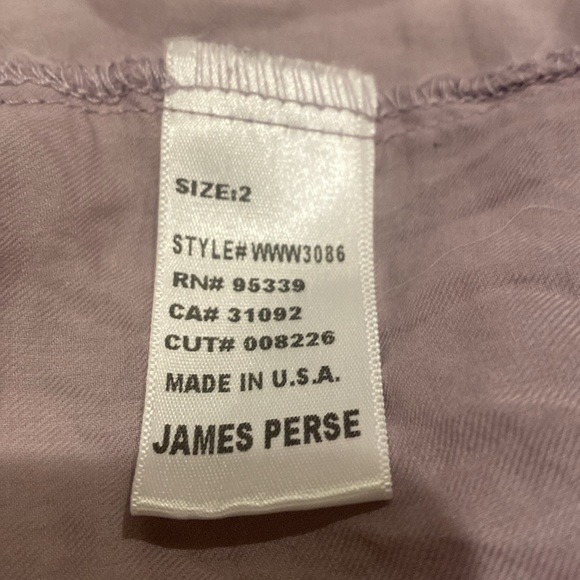 SIZE:2
STYLE# WWW3086
RN# 95339
CA# 31092
CUT# 008226
MADE IN U.S.A.
JAMES PERSE